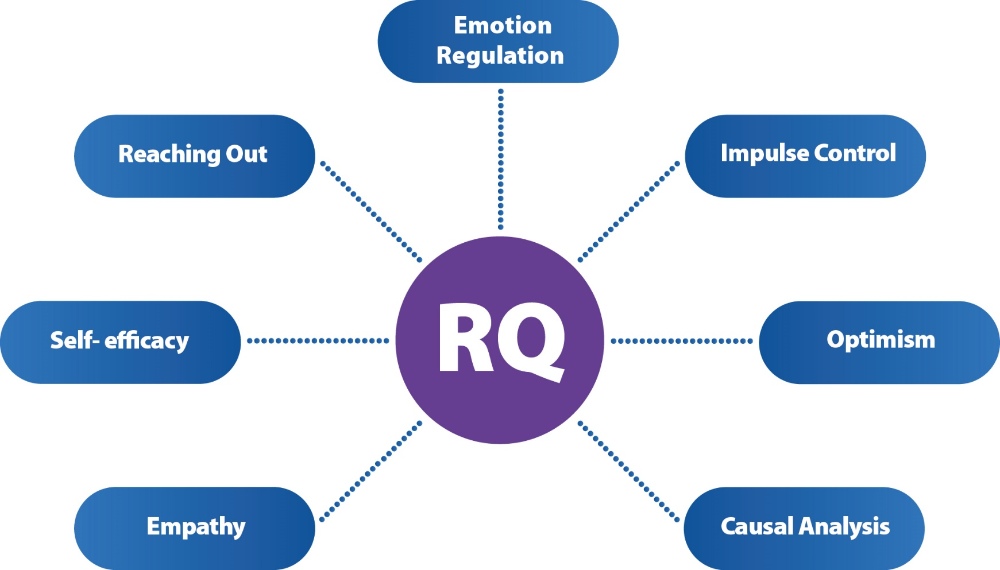 Emotion
Regulation
Reaching Out
Impulse Control
Self- efficacy
RQ
Optimism
Empathy
Causal Analysis